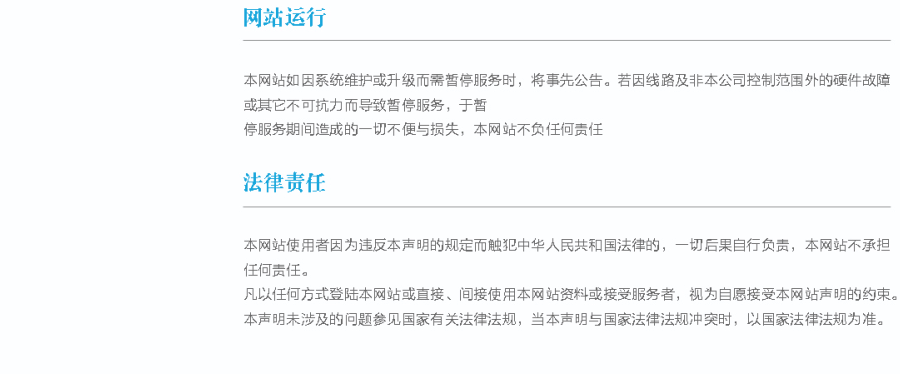 网站运行
本网站如因系统维护或升级而需暂停服务时，将事先公告。若因线路及非本公司控制范围外的硬件故障
或其它不可抗力而导致暂停服务，于暂
停服务期间造成的一切不便与损失，本网站不负任何责任
法律责任
本网站使用者因为违反本声明的规定而触犯中华人民共和国法律的，一切后果自行负责，本网站不承担
任何责任。
凡以任何方式登陆本网站或直接、间接使用本网站资料或接受服务者，视为自愿接受本网站声明的约束。
本声明未涉及的问题参见国家有关法律法规，当本声明与国家法律法规冲突时，以国家法律法规为准。